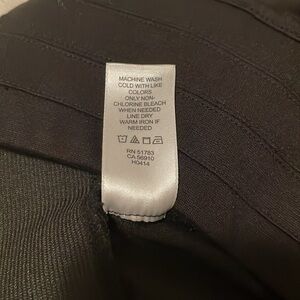 MACHINE WASH
COLD WITH LIKE
COLORS
ONLY NON-
CHLORINE BLEACH
WHEN NEEDED
LINE DRY
WARM IRON IF
NEEDED
RN 51783
CA 56910
H0414